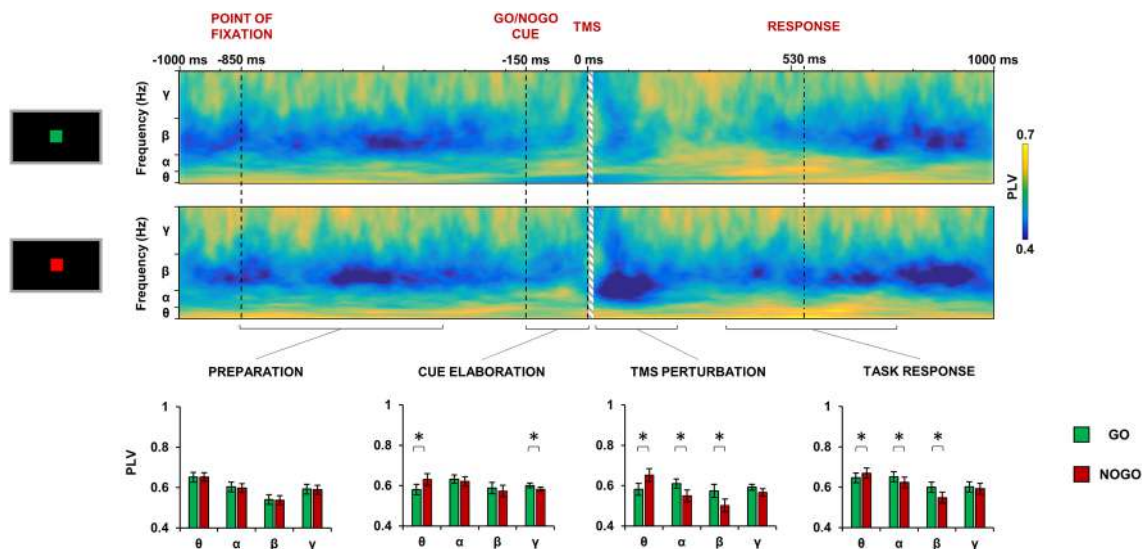 POINT OF FIXATION GO/NOGO CUE TMS RESPONSE
-1000 ms -850 ms -150 ms 0 ms 530 ms 1000 ms
Frequency (Hz)
γ
β
α
θ
Frequency (Hz)
γ
β
α
θ
0.7
PLV
0.4
PREPARATION CUE ELABORATION TMS PERTURBATION TASK RESPONSE
PLV
1
0.8
0.6
0.4
θ α β γ
1
0.8
0.6
0.4
* *
θ α β γ
1
0.8
0.6
0.4
* * *
θ α β γ
1
0.8
0.6
0.4
* * *
θ α β γ
GO
NOGO